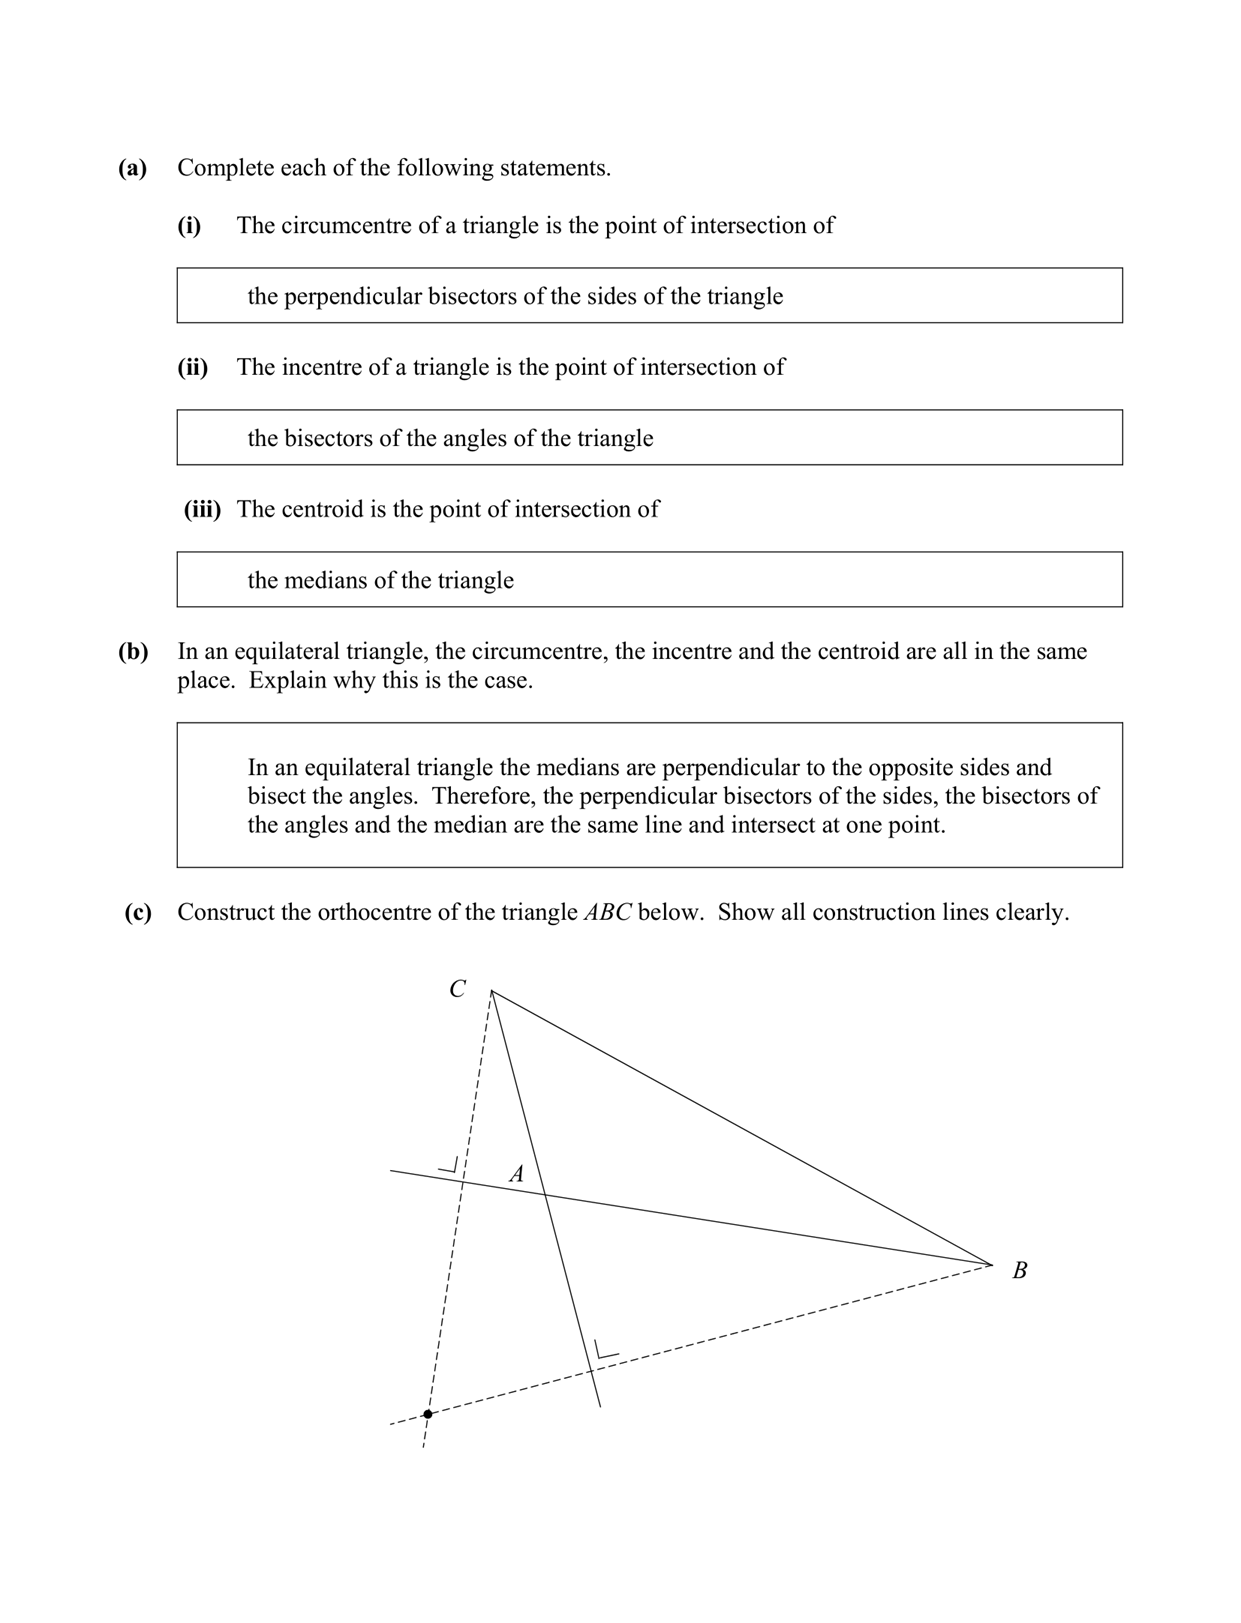 (a) Complete each of the following statements.
(i) The circumcentre of a triangle is the point of intersection of
the perpendicular bisectors of the sides of the triangle
(ii) The incentre of a triangle is the point of intersection of
the bisectors of the angles of the triangle
(iii) The centroid is the point of intersection of
the medians of the triangle
(b) In an equilateral triangle, the circumcentre, the incentre and the centroid are all in the same
place. Explain why this is the case.
In an equilateral triangle the medians are perpendicular to the opposite sides and
bisect the angles. Therefore, the perpendicular bisectors of the sides, the bisectors of
the angles and the median are the same line and intersect at one point.
(c) Construct the orthocentre of the triangle ABC below. Show all construction lines clearly.
C
A
B